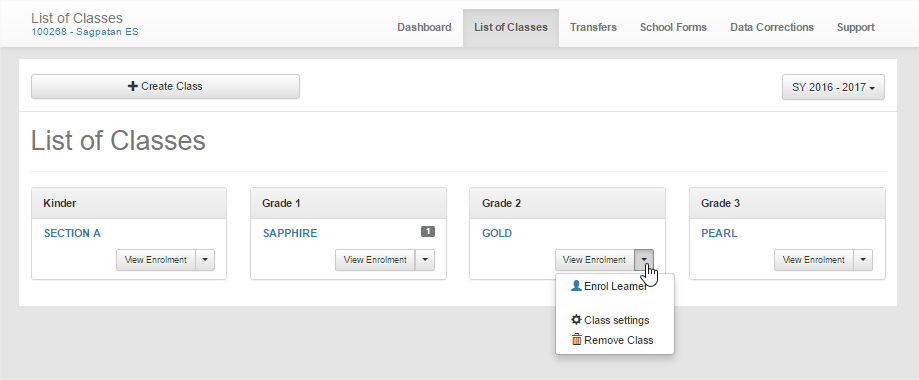 List of Classes
100268 - Sagpatan ES
Dashboard
List of Classes
Transfers
School Forms
Data Corrections
Support
Create Class
SY 2016 - 2017
List of Classes
Kinder
SECTION A
View Enrolment
Grade 1
SAPPHIRE
1
View Enrolment
Grade 2
GOLD
View Enrolment
Enrol Learner
Class settings
Remove Class
Grade 3
PEARL
View Enrolment